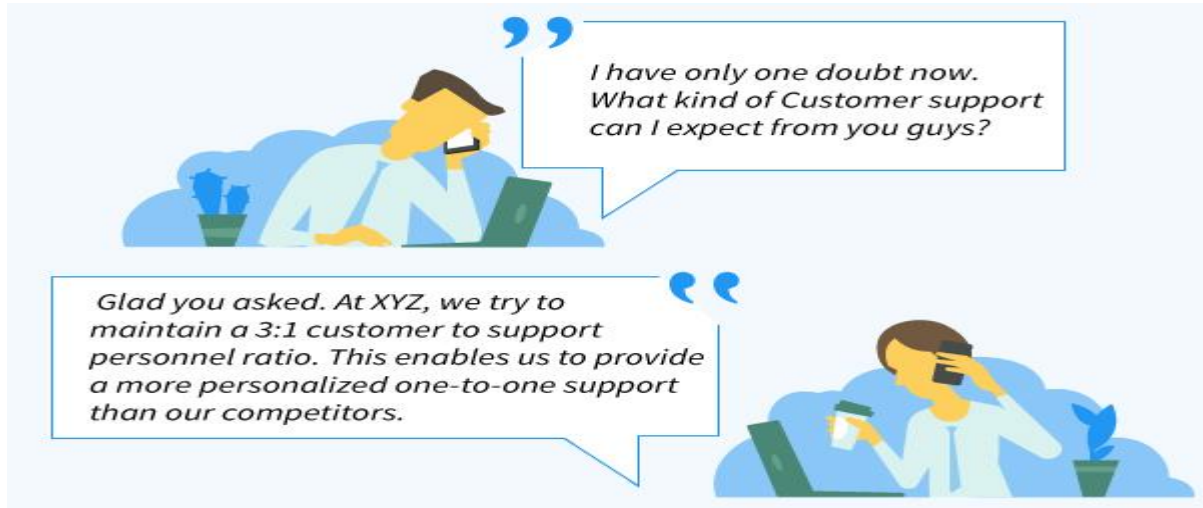 I have only one doubt now.
What kind of Customer support
can I expect from you guys?
Glad you asked. At XYZ, we try to
maintain a 3:1 customer to support
personnel ratio. This enables us to provide
a more personalized one-to-one support
than our competitors.